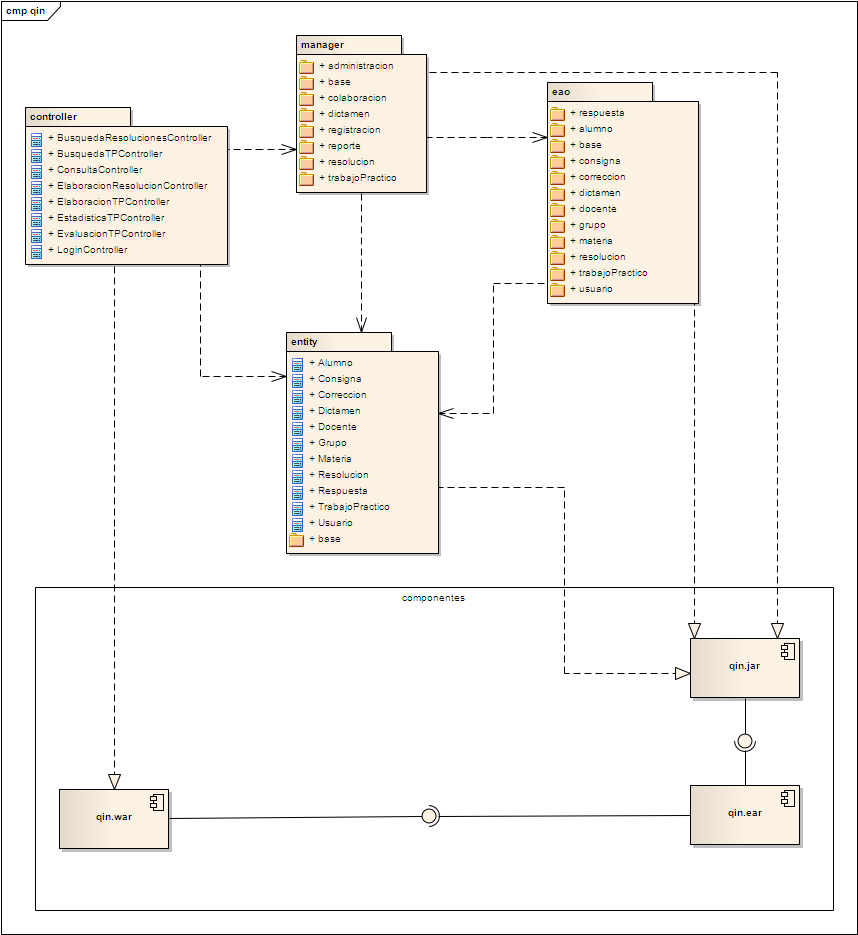 cmp qin
manager
+ administracion
+ base
+ colaboracion
+ dictamen
+ registracion
+ reporte
+ resolucion
+ trabajoPractico
eao
+ respuesta
+ alumno
+ base
+ consigna
+ correccion
+ dictamen
+ docente
+ grupo
+ materia
+ resolucion
+ trabajoPractico
+ usuario
controller
+ BusquedaResolucionesController
+ BusquedaTPController
+ ConsultaController
+ ElaboracionResolucionController
+ ElaboracionTPController
+ EstadisticaTPController
+ EvaluacionTPController
+ LoginController
entity
+ Alumno
+ Consigna
+ Correccion
+ Dictamen
+ Docente
+ Grupo
+ Materia
+ Resolucion
+ Respuesta
+ TrabajoPractico
+ Usuario
+ base
componentes
qin.jar
qin.war
qin.ear